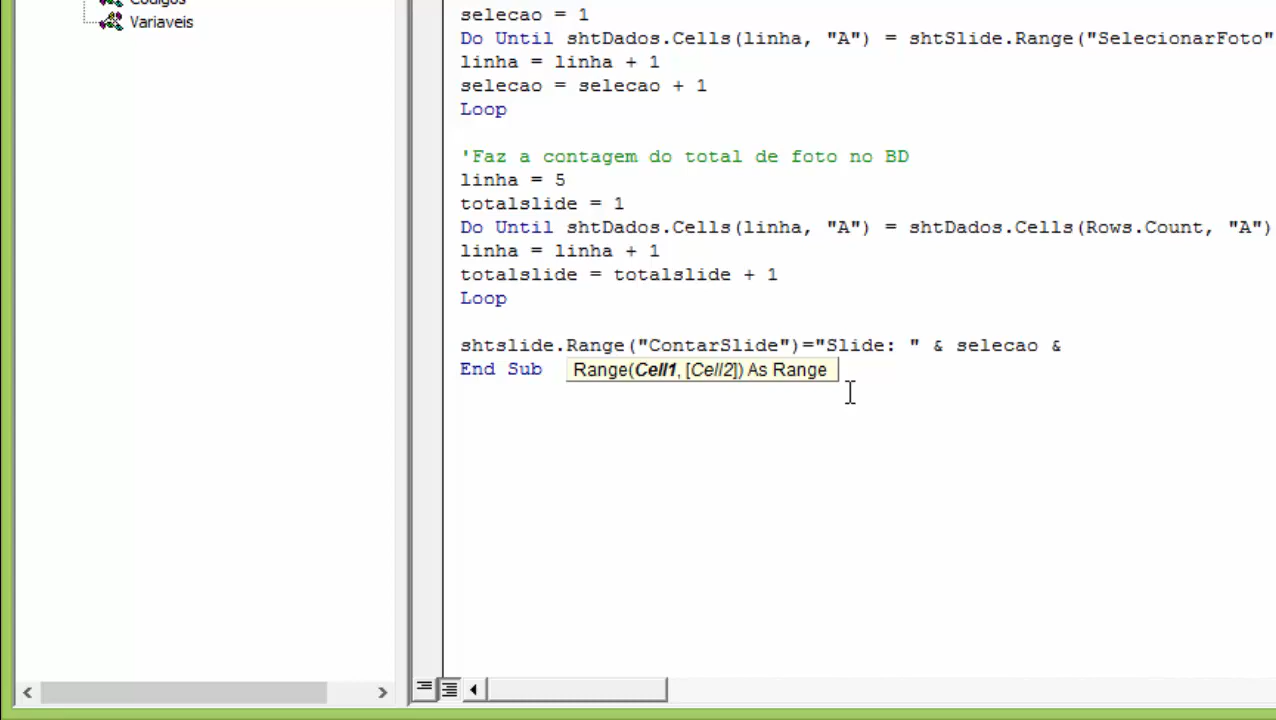 Codigos
Variaveis
selecao = 1
Do Until shtDados.Cells(linha, "A") = shtSlide.Range("SelecionarFoto"
linha = linha + 1
selecao = selecao + 1
Loop
'Faz a contagem do total de foto no BD
linha = 5
totalslide = 1
Do Until shtDados.Cells(linha, "A") = shtDados.Cells(Rows.Count, "A")
linha = linha + 1
totalslide = totalslide + 1
Loop
shtslide.Range("ContarSlide")="Slide: " & selecao &
End Sub
Range(Cell1, [Cell2]) As Range